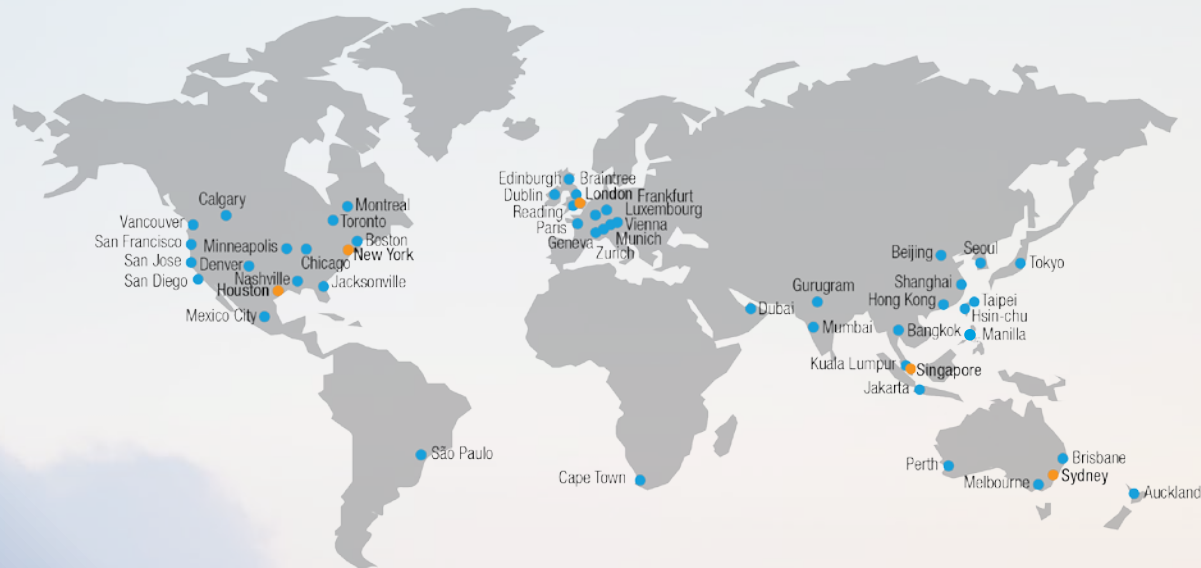 Calgary
Vancouver
Montreal
Toronto
San Francisco
Minneapolis
Boston
New York
San Jose
Denver
Chicago
San Diego
Nashville
Houston
Jacksonville
Mexico City
São Paulo
Edinburgh
Braintree
Dublin
London
Frankfurt
Reading
Luxembourg
Paris
Vienna
Geneva
Munich
Zurich
Cape Town
Dubai
Gurugram
Mumbai
Beijing
Seoul
Tokyo
Shanghai
Hong Kong
Taipei
Hsin-chu
Bangkok
Manilla
Kuala Lumpur
Singapore
Jakarta
Perth
Brisbane
Melbourne
Sydney
Auckland